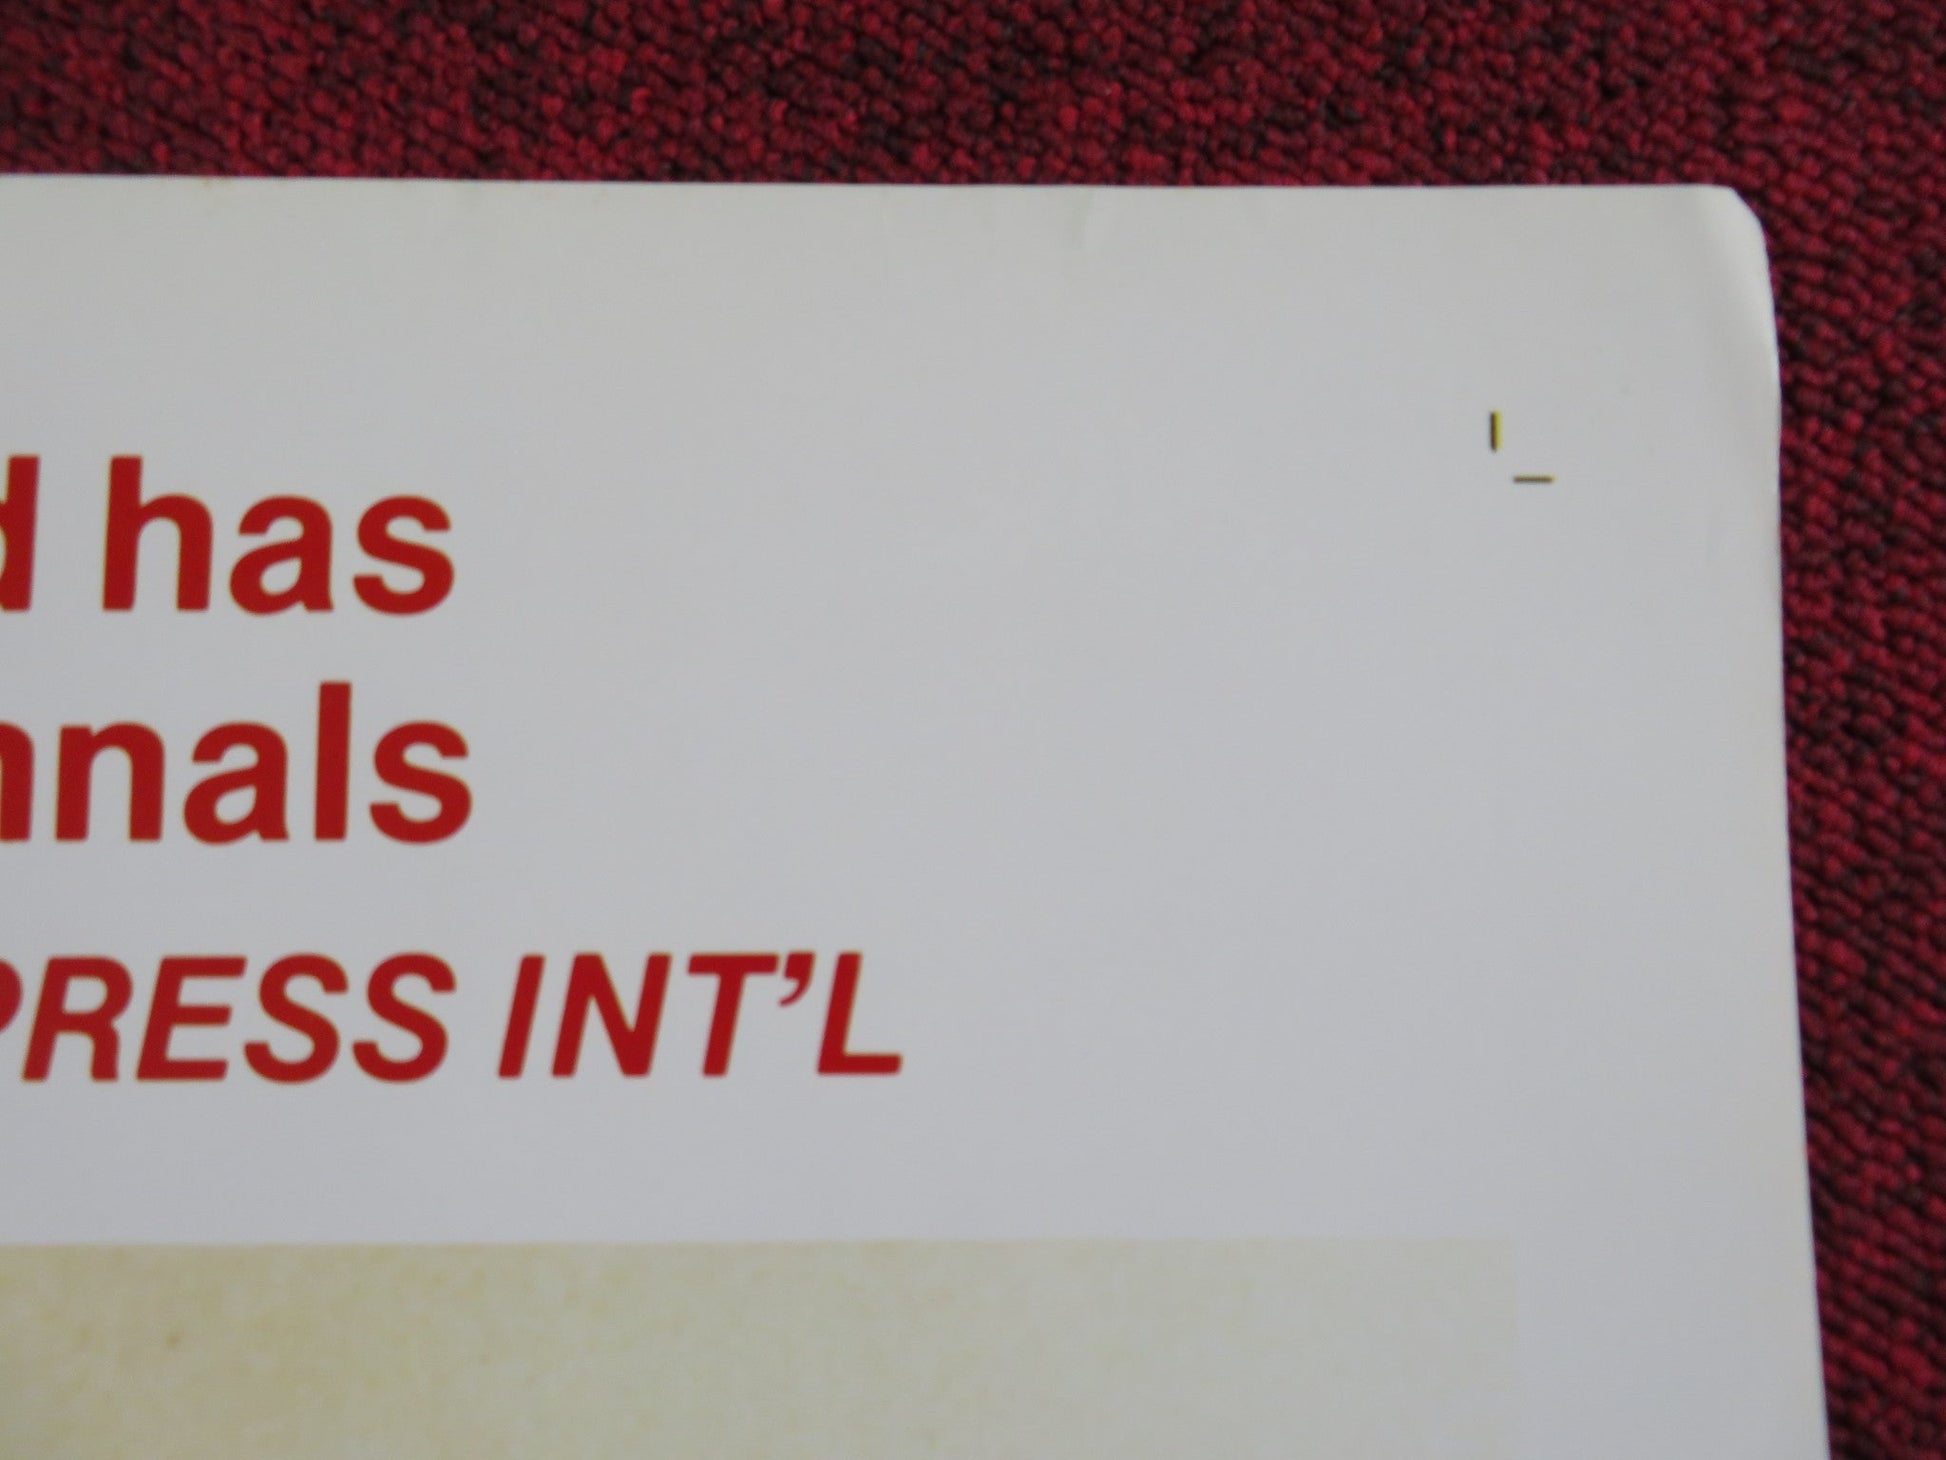 d has
nnals
PRESS INT'L